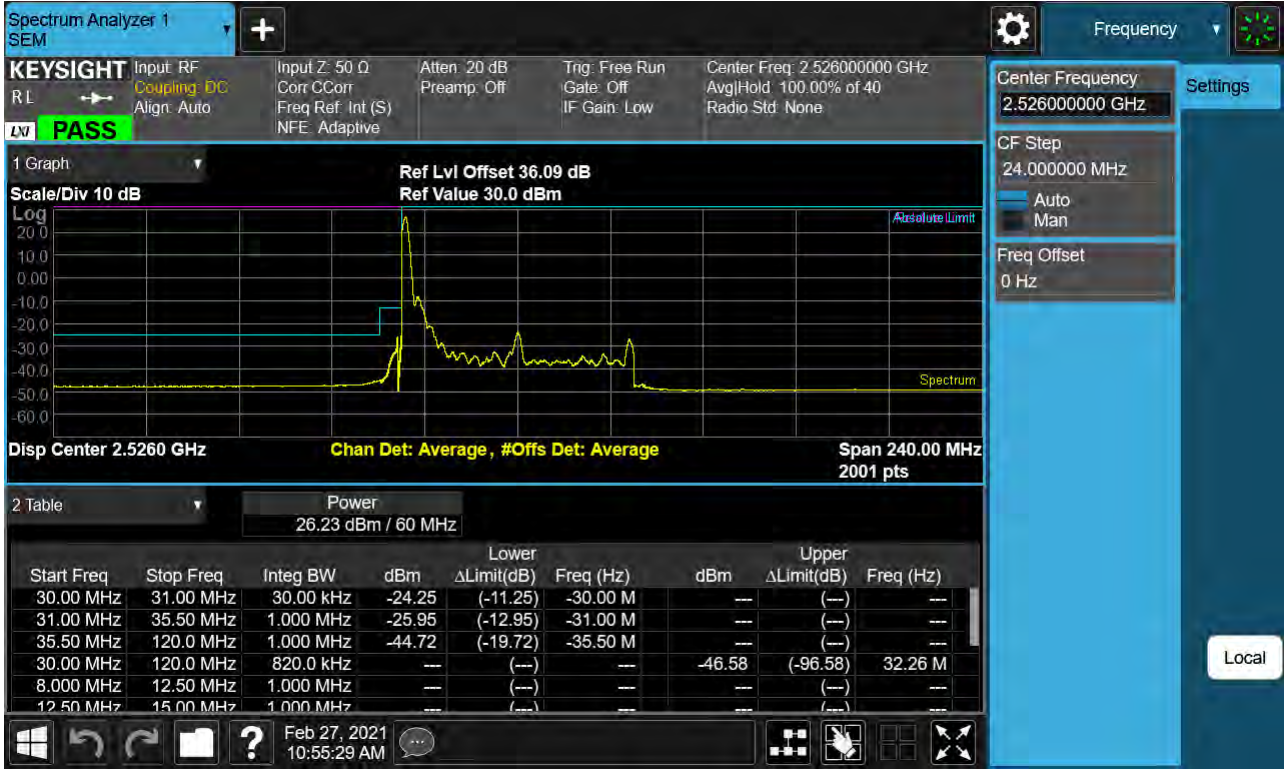 Spectrum Analyzer 1
SEM
+
Frequency
KEYSIGHT
RL
LXI
PASS
Input: RF
Coupling: DC
Align: Auto
Input Z: 50 Ω
Corr CCorr
Freq Ref: Int (S)
NFE: Adaptive
Atten: 20 dB
Preamp: Off
Trig: Free Run
Gate: Off
IF Gain: Low
Center Freq: 2.526000000 GHz
Avg|Hold: 100.00% of 40
Radio Std: None
Center Frequency
2.526000000 GHz
Settings
CF Step
24.000000 MHz
Auto
Man
Freq Offset
0 Hz
Local
1 Graph
Scale/Div 10 dB
Ref Lvl Offset 36.09 dB
Ref Value 30.0 dBm
Log
20.0
10.0
0.00
-10.0
-20.0
-30.0
-40.0
-50.0
-60.0
Absolute Limit
Spectrum
Disp Center 2.5260 GHz
Chan Det: Average, #Offs Det: Average
Span 240.00 MHz
2001 pts
2 Table
Power
26.23 dBm / 60 MHz
Lower Upper
Start Freq Stop Freq Integ BW dBm ΔLimit(dB) Freq (Hz) dBm ΔLimit(dB) Freq (Hz)
30.00 MHz 31.00 MHz 30.00 kHz -24.25 (-11.25) -30.00 M --- (---) ---
31.00 MHz 35.50 MHz 1.000 MHz -25.95 (-12.95) -31.00 M --- (---) ---
35.50 MHz 120.0 MHz 1.000 MHz -44.72 (-19.72) -35.50 M --- (---) ---
30.00 MHz 120.0 MHz 820.0 kHz --- (---) --- -46.58 (-96.58) 32.26 M
8.000 MHz 12.50 MHz 1.000 MHz --- (---) --- --- (---) ---
12.50 MHz 15.00 MHz 1.000 MHz --- (---) --- --- (---) ---
?
Feb 27, 2021
10:55:29 AM